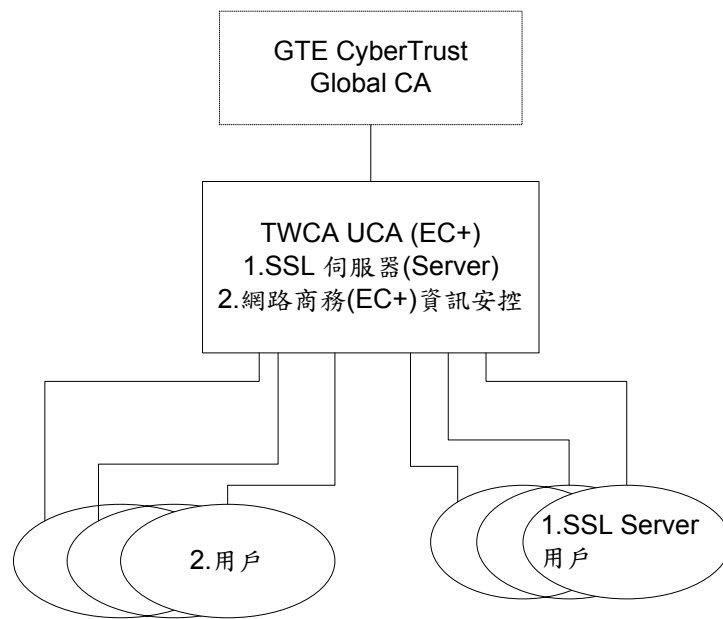 GTE CyberTrust
Global CA
TWCA UCA (EC+)
1.SSL 伺服器(Server)
2.網路商務(EC+)資訊安控
2.用戶
1.SSL Server
用戶